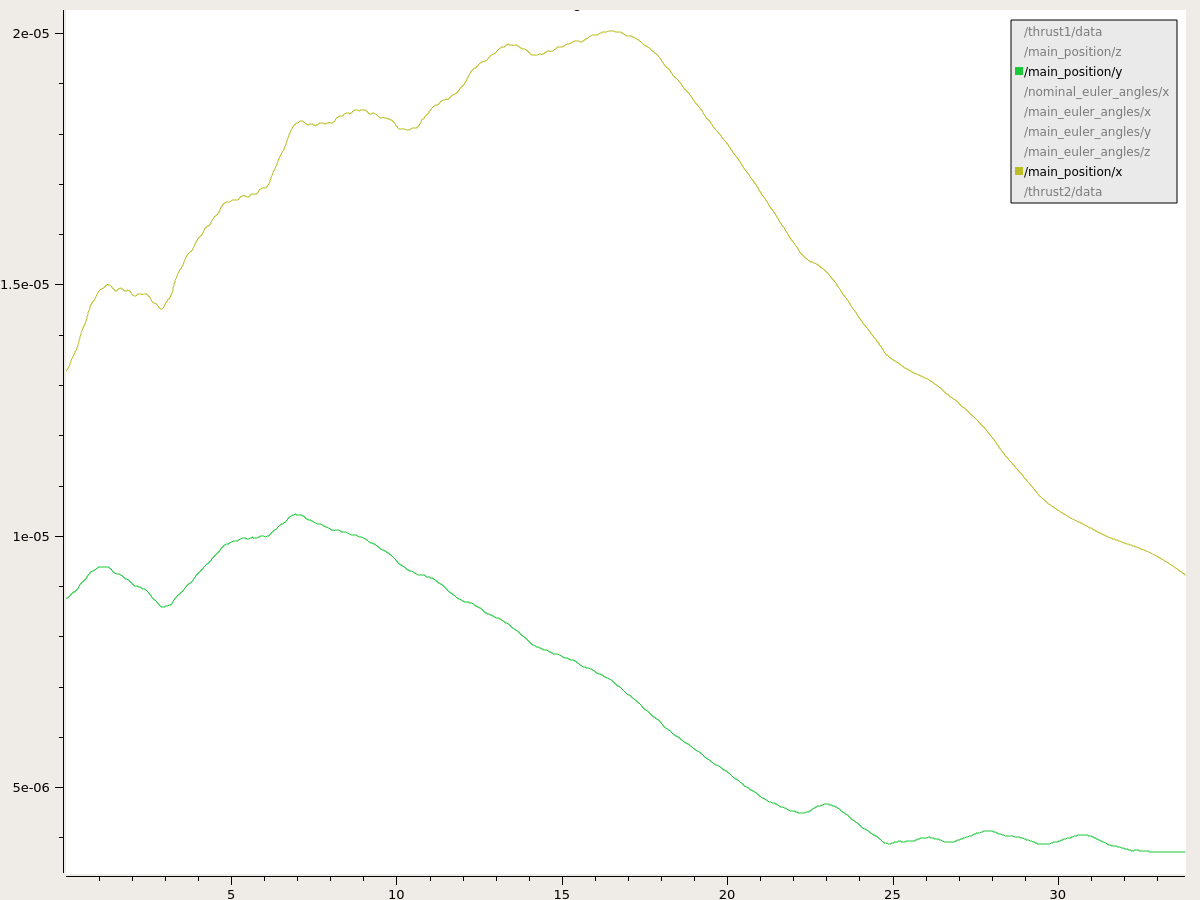 2e-05
1.5e-05
1e-05
5e-06
5 10 15 20 25 30
/thrust1/data
/main_position/z
/main_position/y
/nominal_euler_angles/x
/main_euler_angles/x
/main_euler_angles/y
/main_euler_angles/z
/main_position/x
/thrust2/data